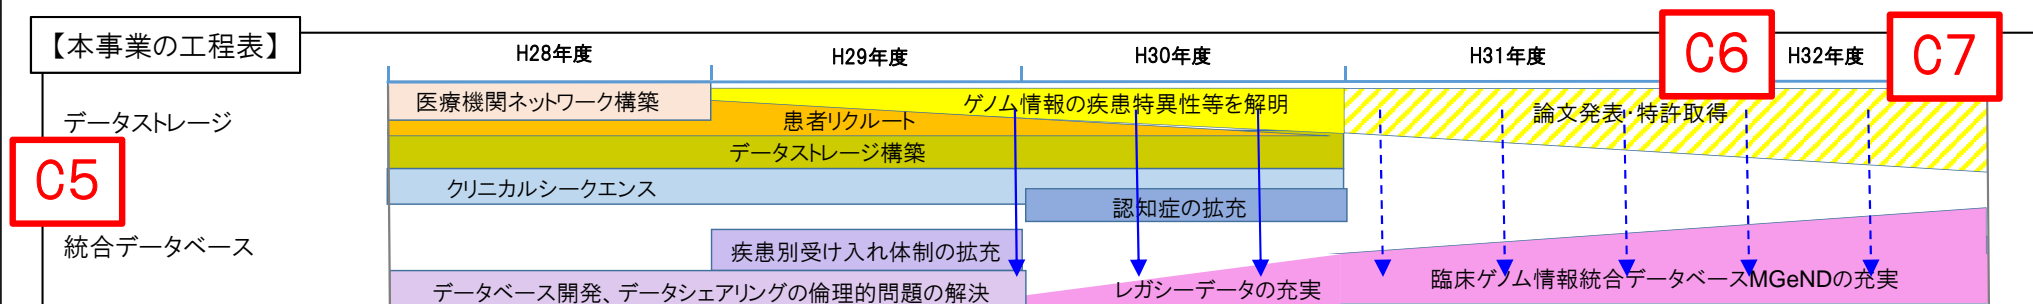 【本事業の工程表】
H28年度
H29年度
H30年度
H31年度
C6
H32年度
C7
医療機関ネットワーク構築
ゲノム情報の疾患特異性等を解明
論文発表・特許取得
データストレージ
患者リクルート
データストレージ構築
C5
クリニカルシークエンス
認知症の拡充
統合データベース
疾患別受け入れ体制の拡充
データベース開発、データシェアリングの倫理的問題の解決
レガシーデータの充実
臨床ゲノム情報統合データベースMGeNDの充実